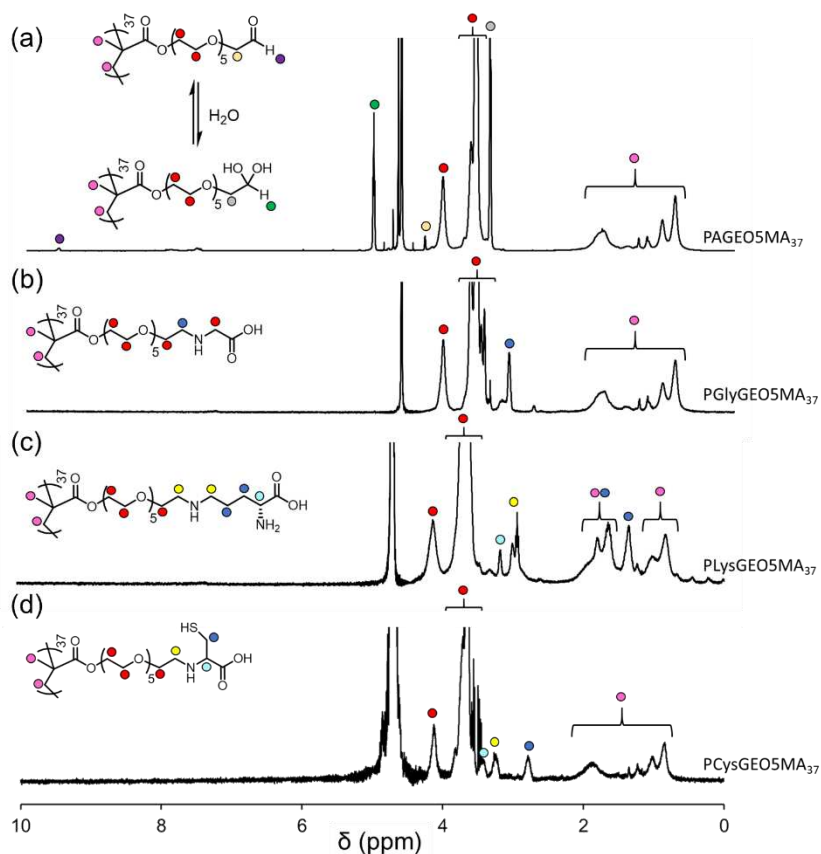 (a)
37
O
O
O
5
O
H
H₂O
37
O
O
O
5
HO OH
H
PAGEO5MA₃₇
(b)
37
O
O
O
5
N
H
O
OH
PGlyGEO5MA₃₇
(c)
37
O
O
O
5
N
H
O
OH
NH₂
PLysGEO5MA₃₇
(d)
37
O
O
O
5
HS
N
H
O
OH
PCysGEO5MA₃₇
10 8 6 4 2 0
δ (ppm)